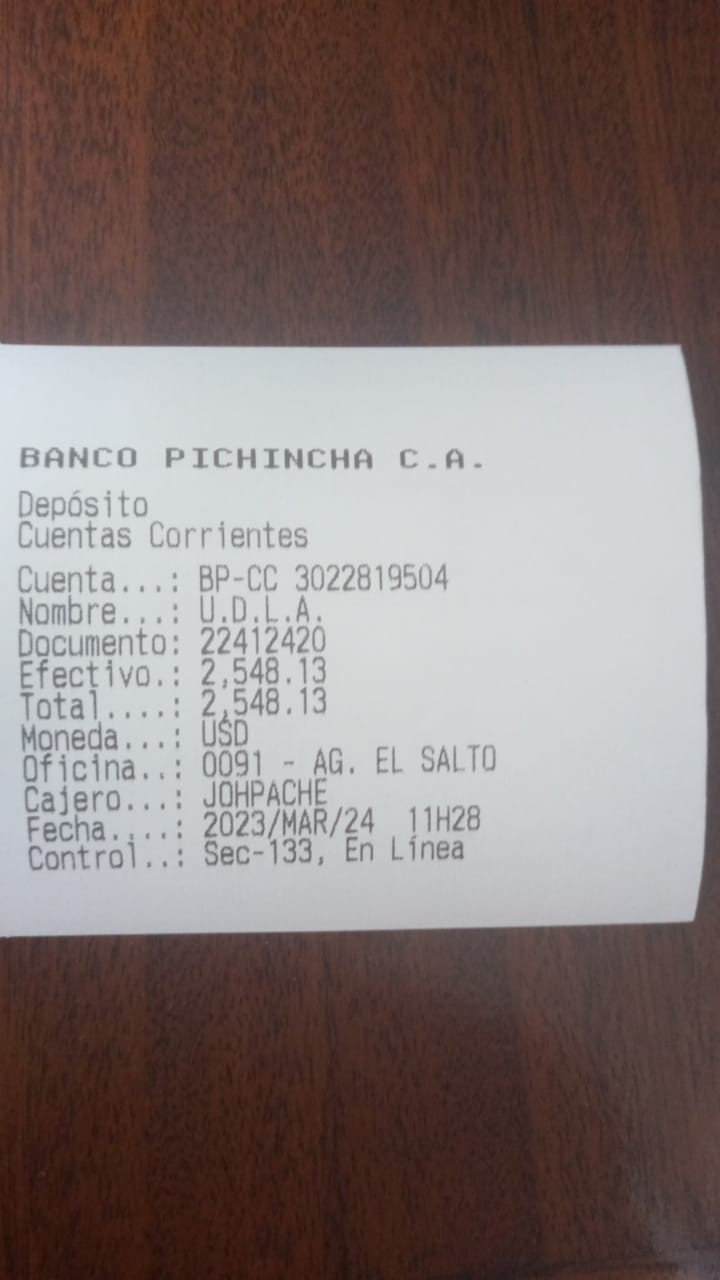 BANCO PICHINCHA C.A.
Depósito
Cuentas Corrientes
Cuenta...: BP-CC 3022819504
Nombre...: U.D.L.A.
Documento: 22412420
Efectivo.: 2,548.13
Total....: 2,548.13
Moneda...: USD
Oficina..: 0091 - AG. EL SALTO
Cajero...: JOHPACHE
Fecha....: 2023/MAR/24  11H28
Control..: Sec-133, En Línea